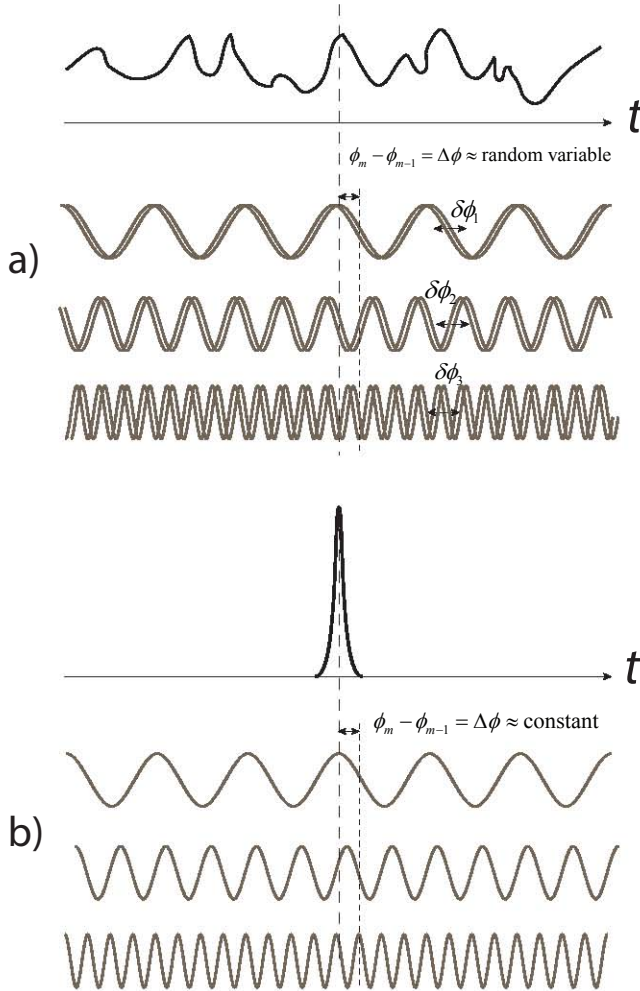 t
ϕₘ − ϕₘ₋₁ = Δϕ ≈ random variable
a)
δϕ₁
δϕ₂
δϕ₃
t
ϕₘ − ϕₘ₋₁ = Δϕ ≈ constant
b)